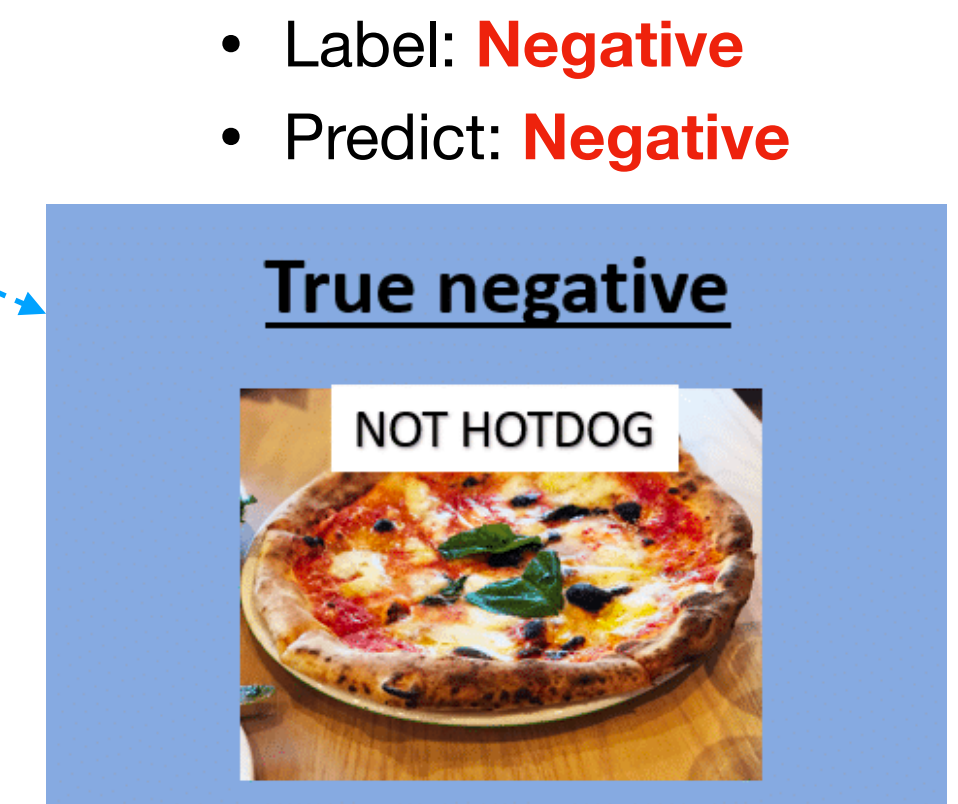 • Label: Negative
• Predict: Negative
True negative
NOT HOTDOG